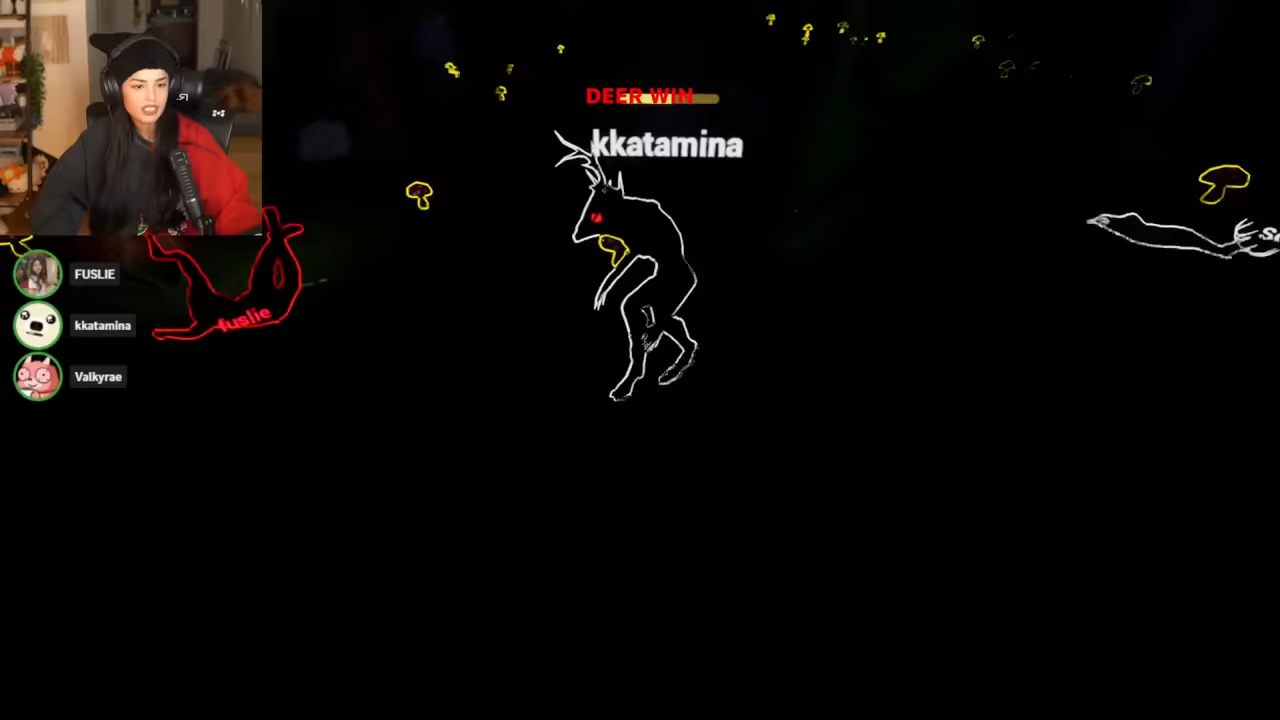 DEER WIN
kkatamina
fuslie
FUSLIE
kkatamina
Valkyrae